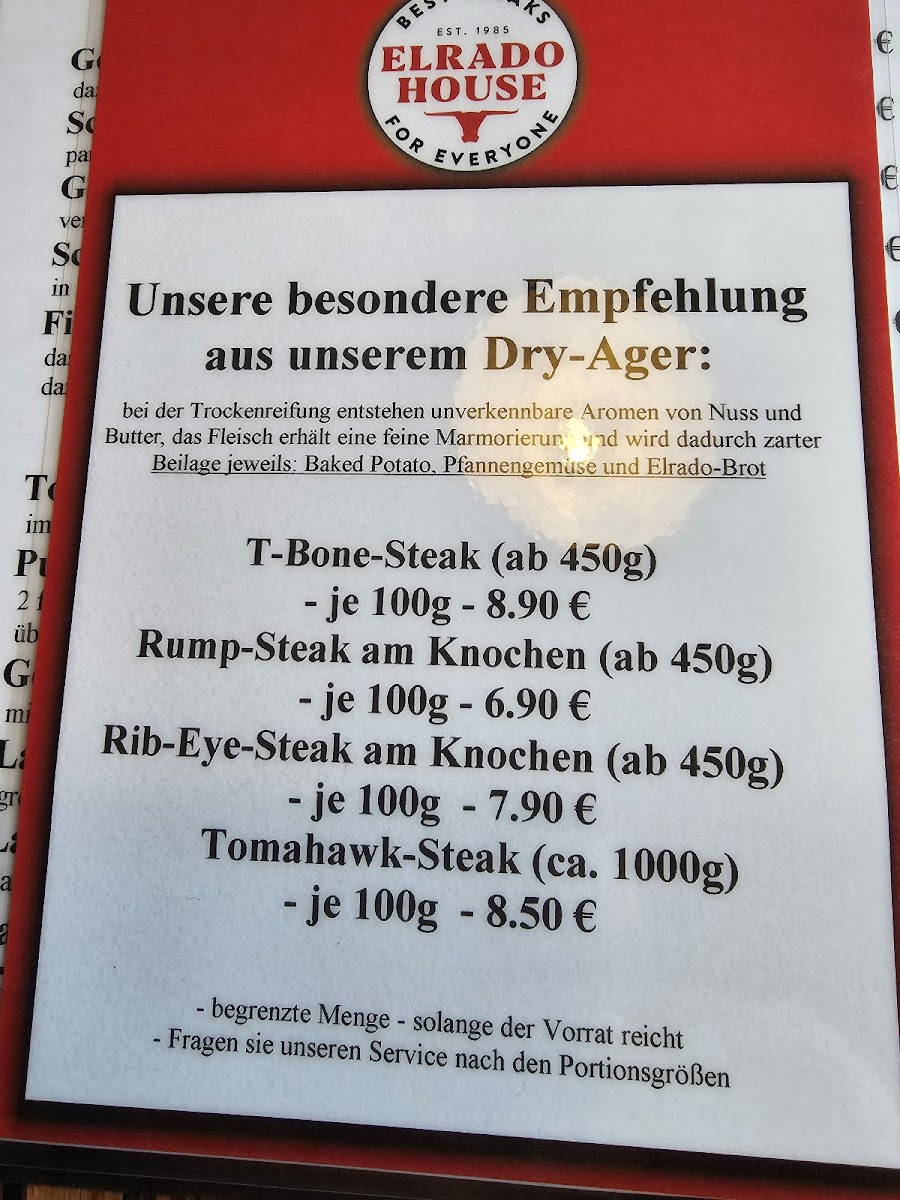 EST. 1985
ELRADO
HOUSE
FOR EVERYONE
Unsere besondere Empfehlung
aus unserem Dry-Ager:
bei der Trockenreifung entstehen unverkennbare Aromen von Nuss und
Butter, das Fleisch erhält eine feine Marmorierung und wird dadurch zarter
Beilage jeweils: Baked Potato, Pfannengemüse und Elrado-Brot
T-Bone-Steak (ab 450g)
- je 100g - 8.90 €
Rump-Steak am Knochen (ab 450g)
- je 100g - 6.90 €
Rib-Eye-Steak am Knochen (ab 450g)
- je 100g - 7.90 €
Tomahawk-Steak (ca. 1000g)
- je 100g - 8.50 €
- begrenzte Menge - solange der Vorrat reicht
- Fragen sie unseren Service nach den Portionsgrößen